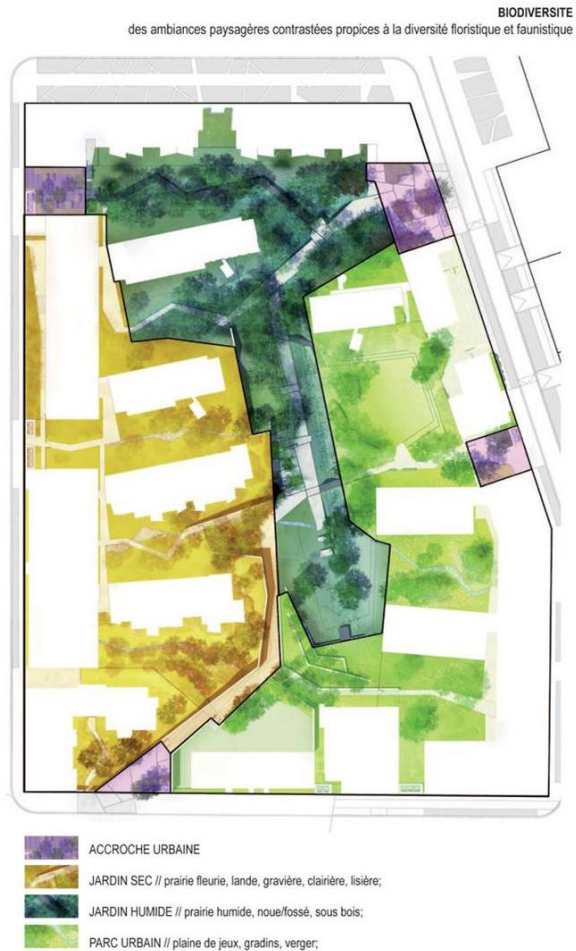 BIODIVERSITE
des ambiances paysagères contrastées propices à la diversité floristique et faunistique
ACCROCHE URBAINE
JARDIN SEC // prairie fleurie, lande, gravière, clairière, lisière;
JARDIN HUMIDE // prairie humide, noue/fossé, sous bois;
PARC URBAIN // plaine de jeux, gradins, verger;